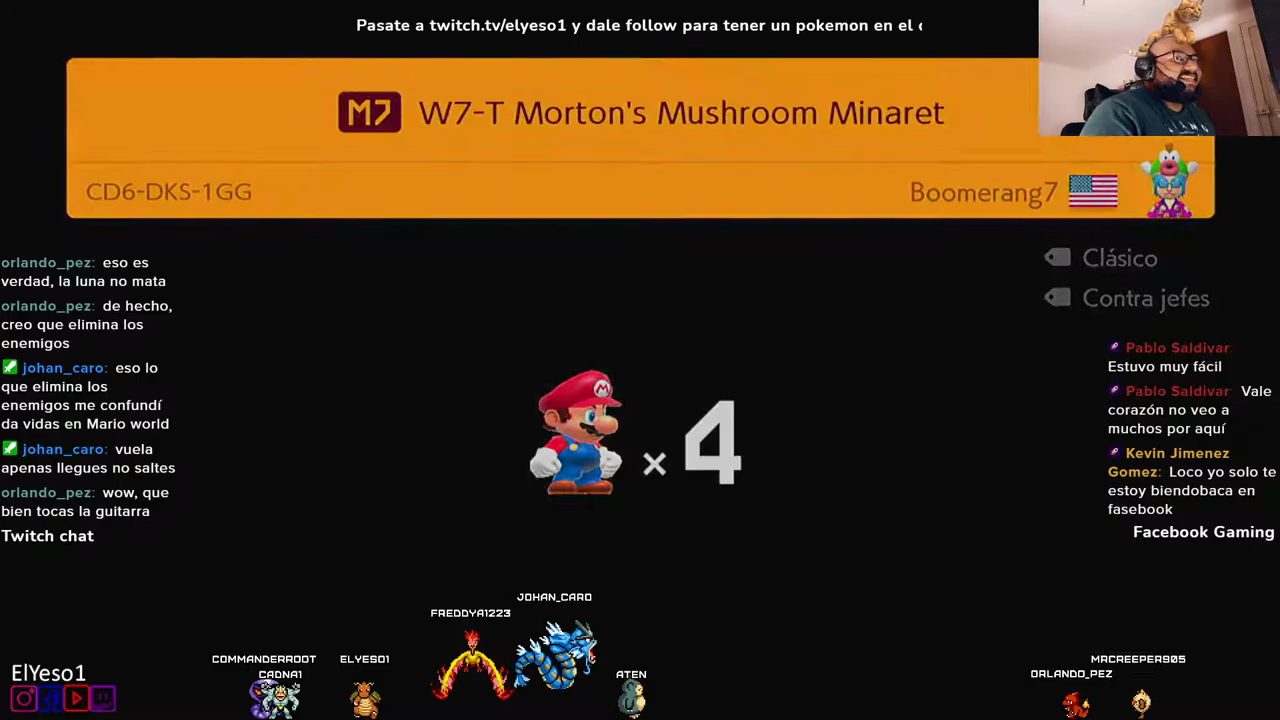 Pasate a twitch.tv/elyeso1 y dale follow para tener un pokemon en el
M7 W7-T Morton's Mushroom Minaret
CD6-DKS-1GG
Boomerang7
Clásico
Contra jefes
orlando_pez: eso es
verdad, la luna no mata
orlando_pez: de hecho,
creo que elimina los
enemigos
johan_caro: eso lo
que elimina los
enemigos me confundí
da vidas en Mario world
johan_caro: vuela
apenas llegues no saltes
orlando_pez: wow, que
bien tocas la guitarra
Twitch chat
× 4
Pablo Saldivar:
Estuvo muy fácil
Pablo Saldivar: Vale
corazón no veo a
muchos por aquí
Kevin Jimenez
Gomez: Loco yo solo te
estoy biendobaca en
fasebook
Facebook Gaming
JOHAN_CARO
FREDDYA1223
COMMANDERROOT
CADNA1
ELYESO1
ATEN
MRCREEPER905
ORLANDO_PEZ
ElYeso1